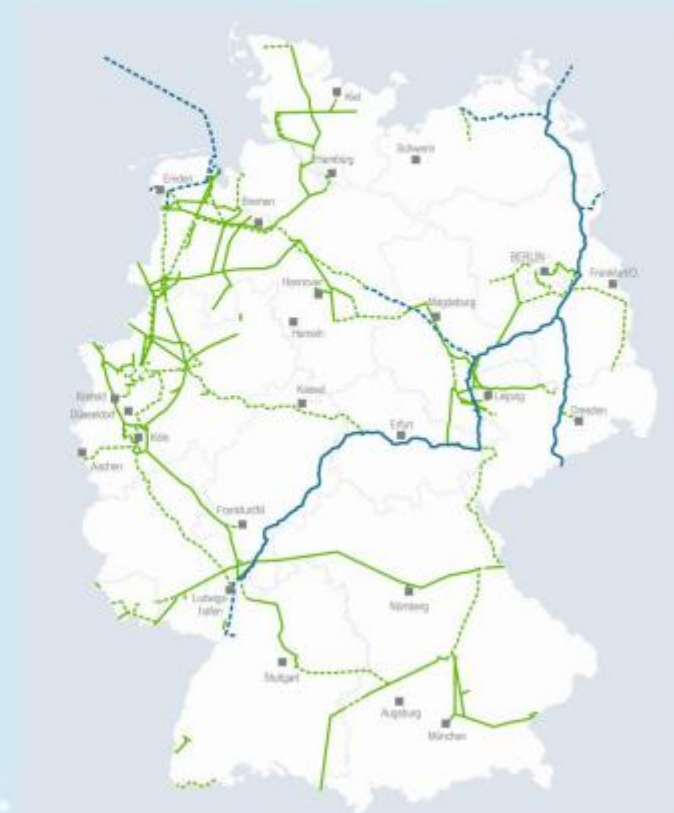 Kiel
Hamburg
Schwerin
Emden
Bremen
BERLIN
Frankfurt/O.
Hannover
Magdeburg
Hameln
Kassel
Leipzig
Krefeld
Düsseldorf
Dresden
Erfurt
Köln
Aachen
Frankfurt/M.
Ludwigs-
hafen
Nürnberg
Stuttgart
Augsburg
München